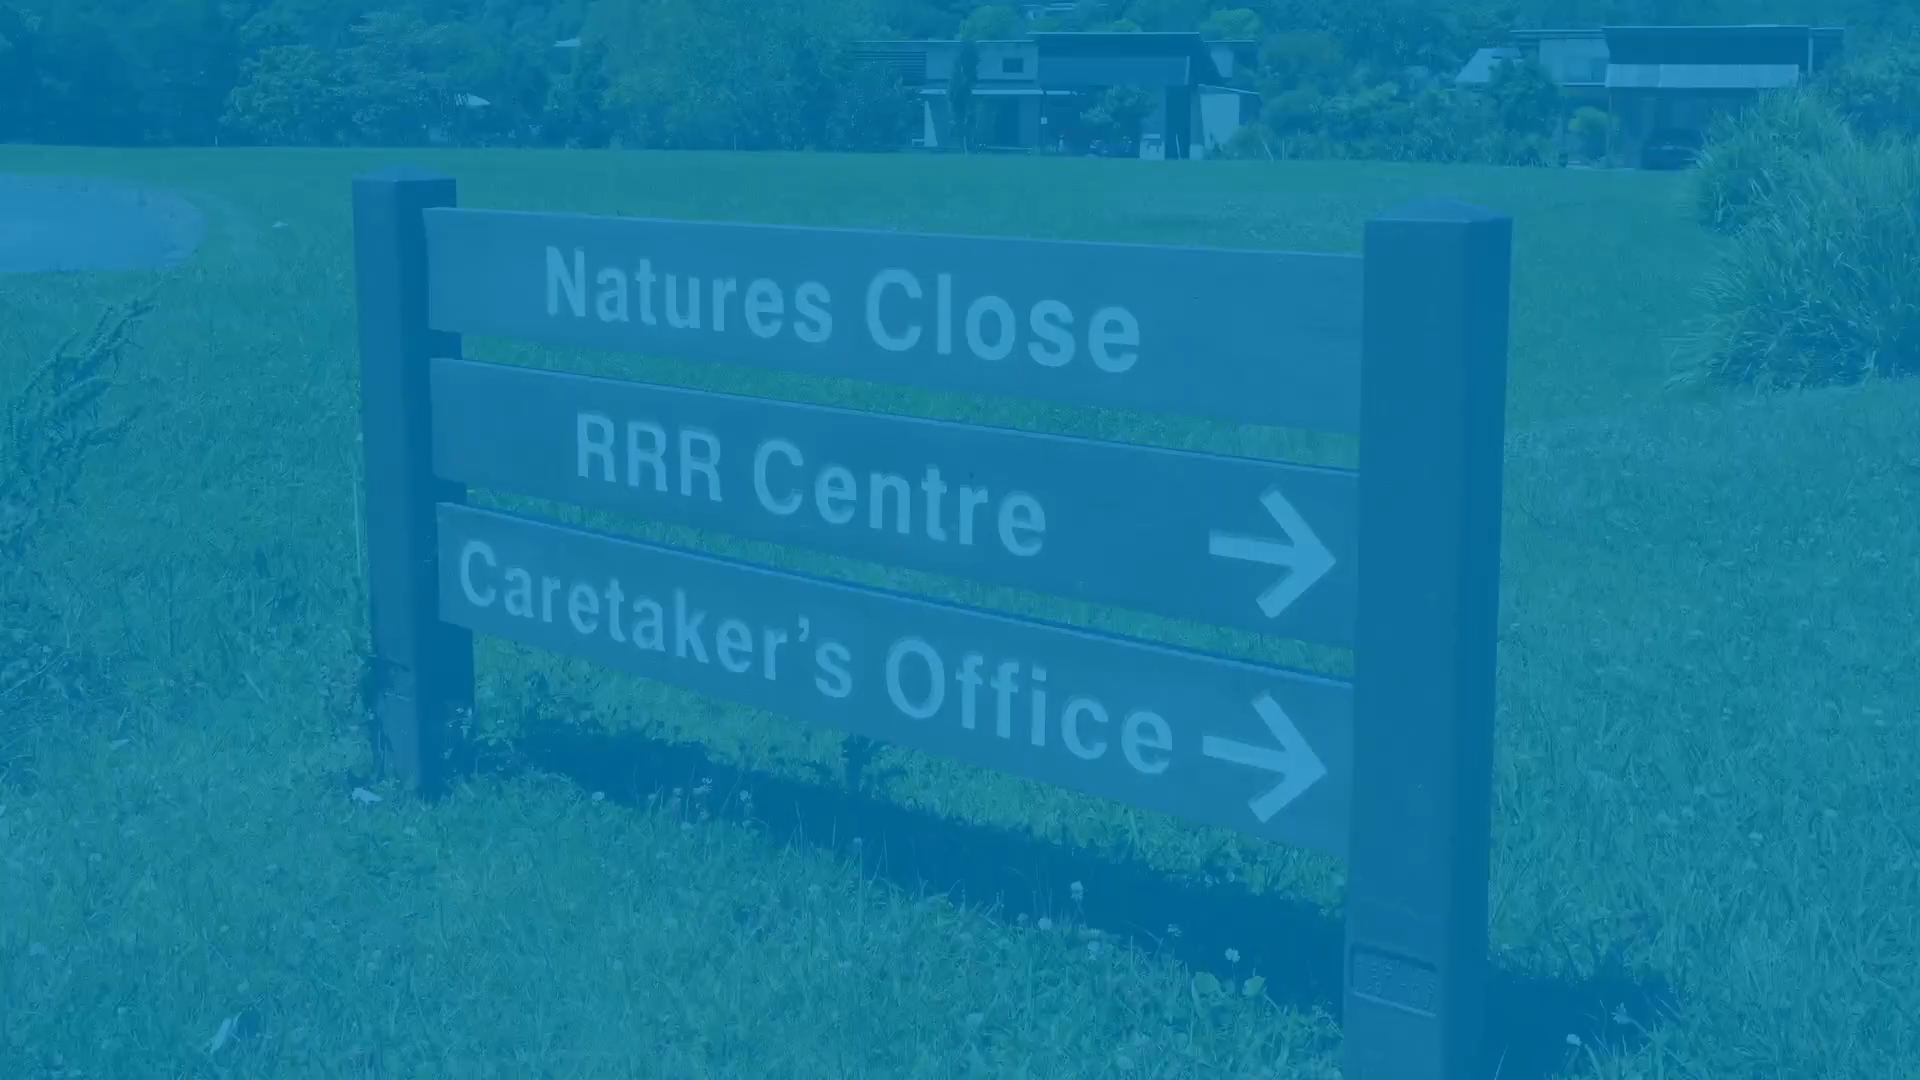 Natures Close
RRR Centre →
Caretaker's Office →